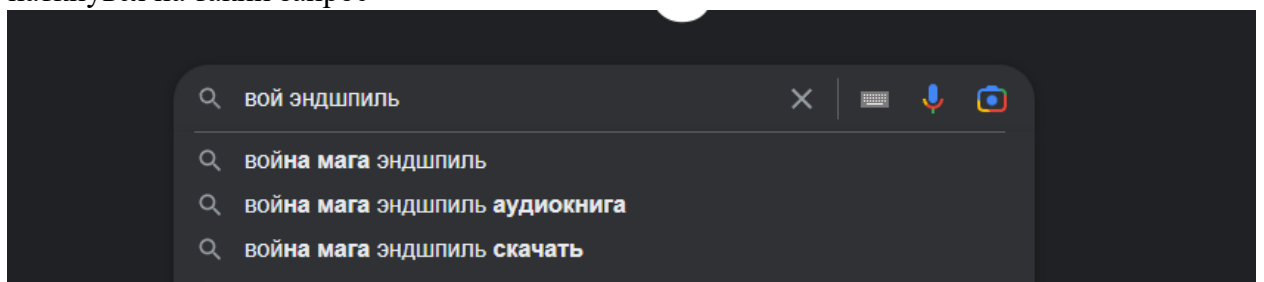 вой эндшпиль
война мага эндшпиль
война мага эндшпиль аудиокнига
война мага эндшпиль скачать